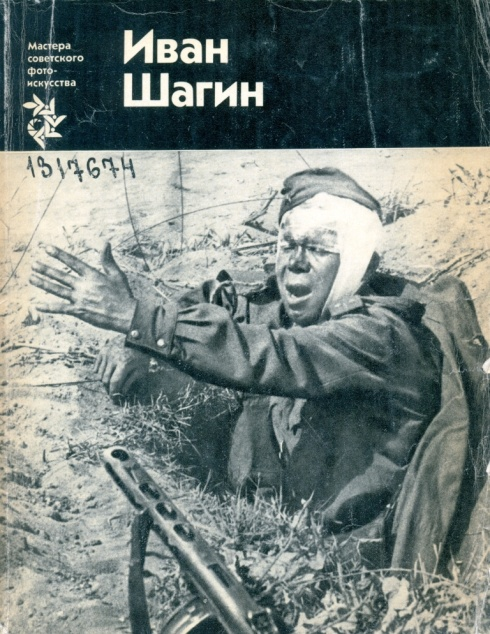 Мастера
советского
фото-
искусства
Иван
Шагин
1317674